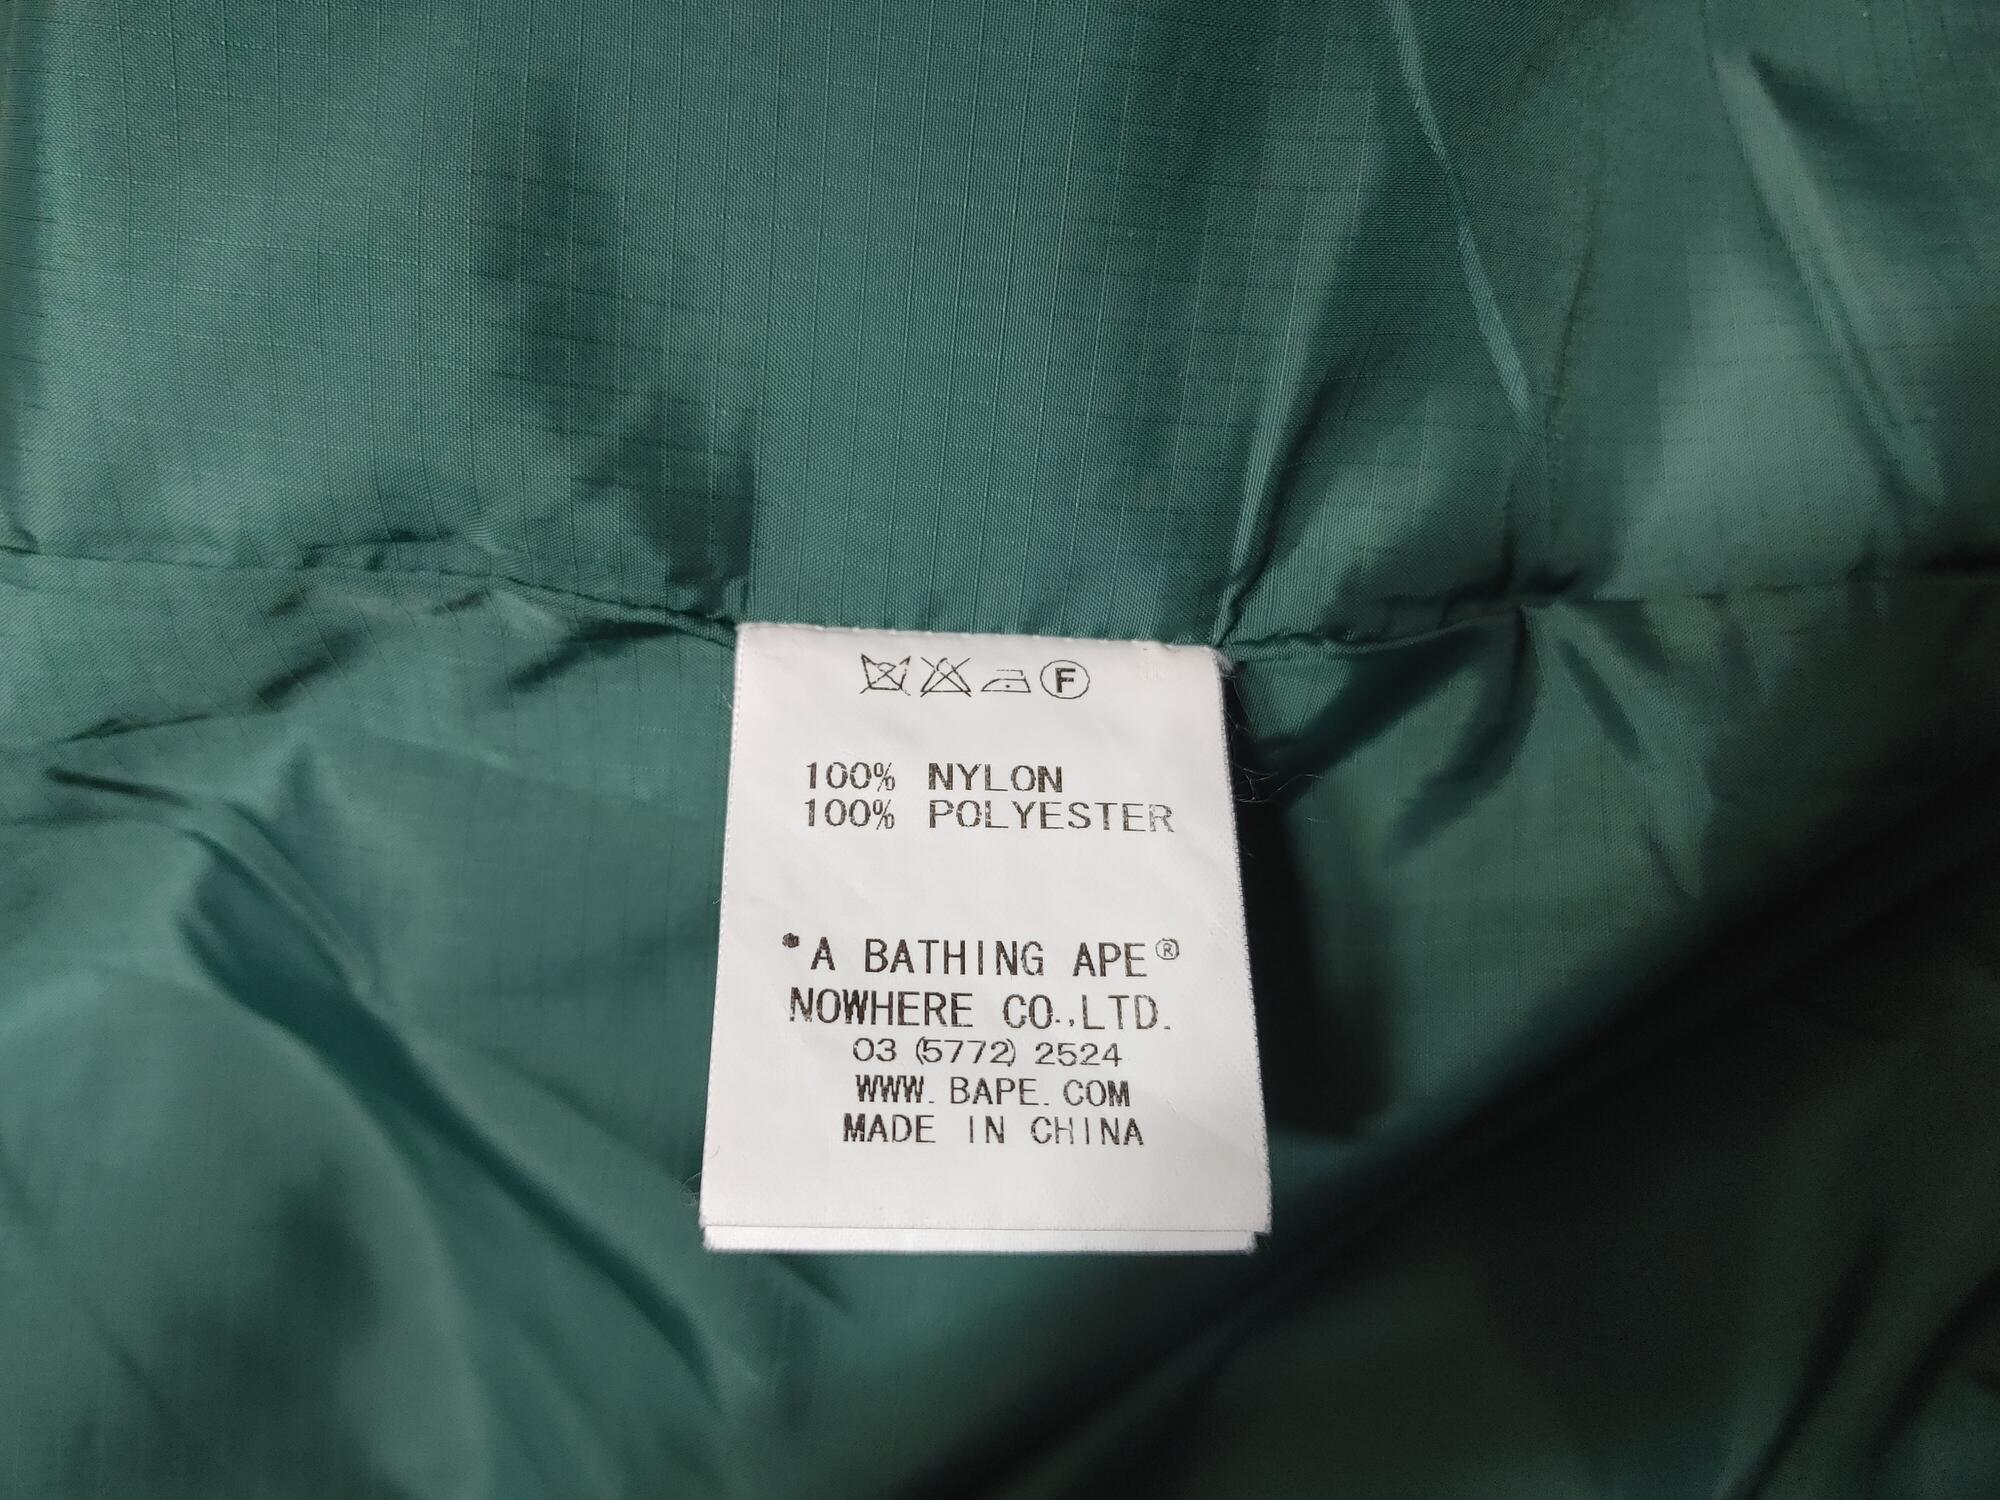 F
100% NYLON
100% POLYESTER
A BATHING APE®
NOWHERE CO.,LTD.
03 (5772) 2524
WWW. BAPE. COM
MADE IN CHINA